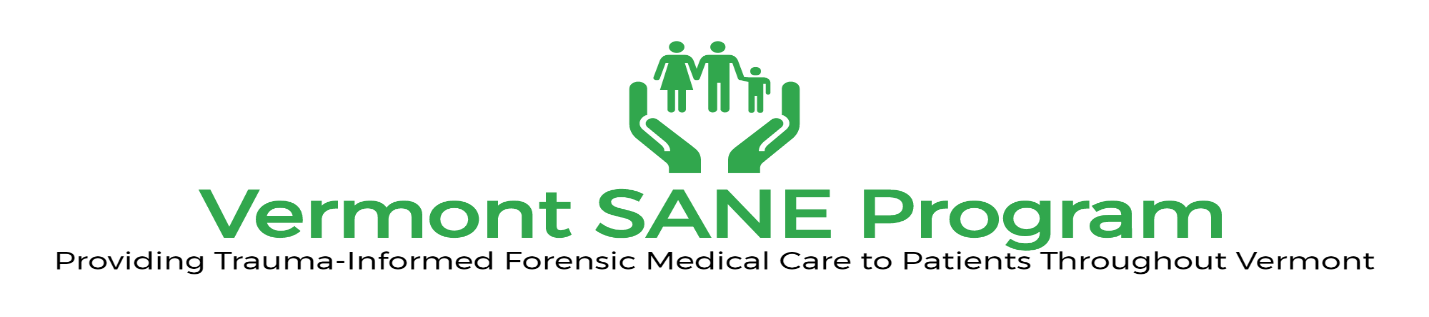 Vermont SANE Program
Providing Trauma-Informed Forensic Medical Care to Patients Throughout Vermont